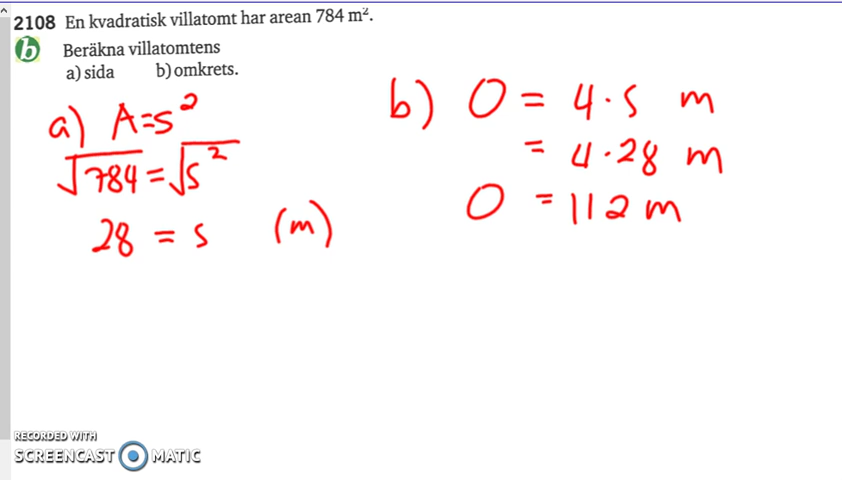 2108 En kvadratisk villatomt har arean 784 m².
b Beräkna villatomtens
a) sida b) omkrets.
a) A=s²
√784 = √s²
28 = s (m)
b) O = 4·s m
= 4·28 m
O = 112 m
RECORDED WITH
SCREENCAST MATIC